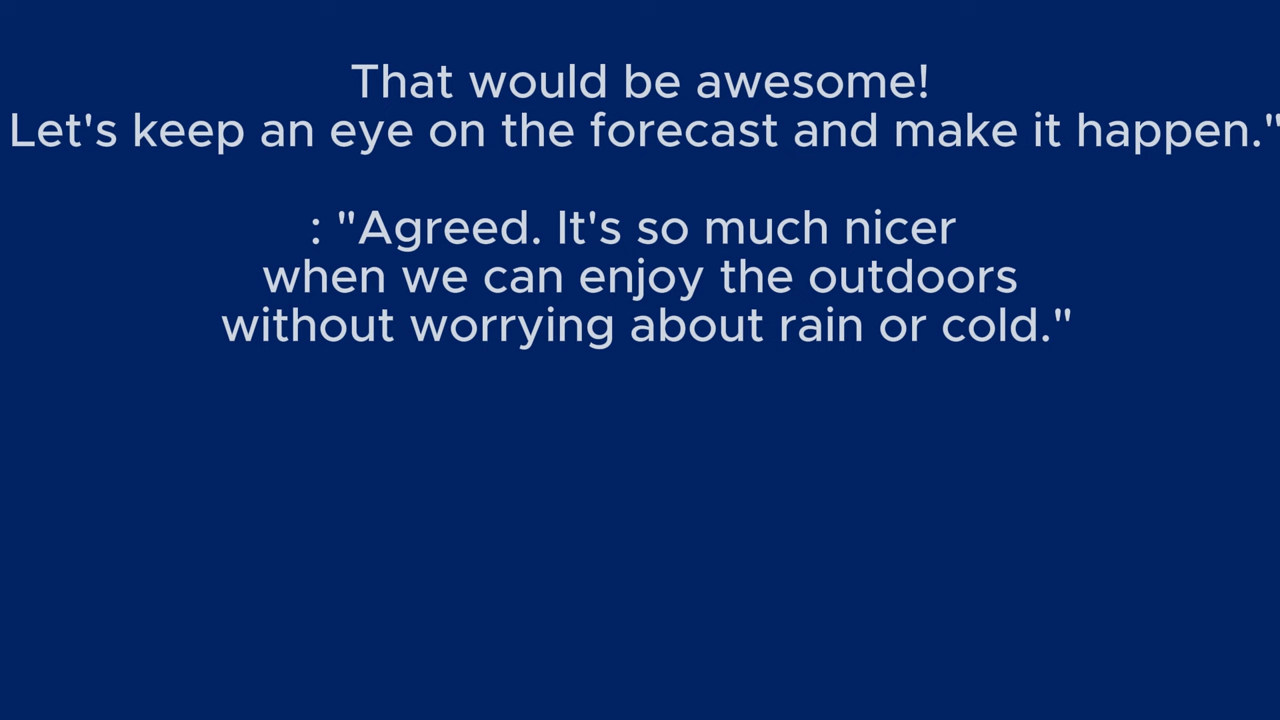 That would be awesome!
Let's keep an eye on the forecast and make it happen."
: "Agreed. It's so much nicer
when we can enjoy the outdoors
without worrying about rain or cold."